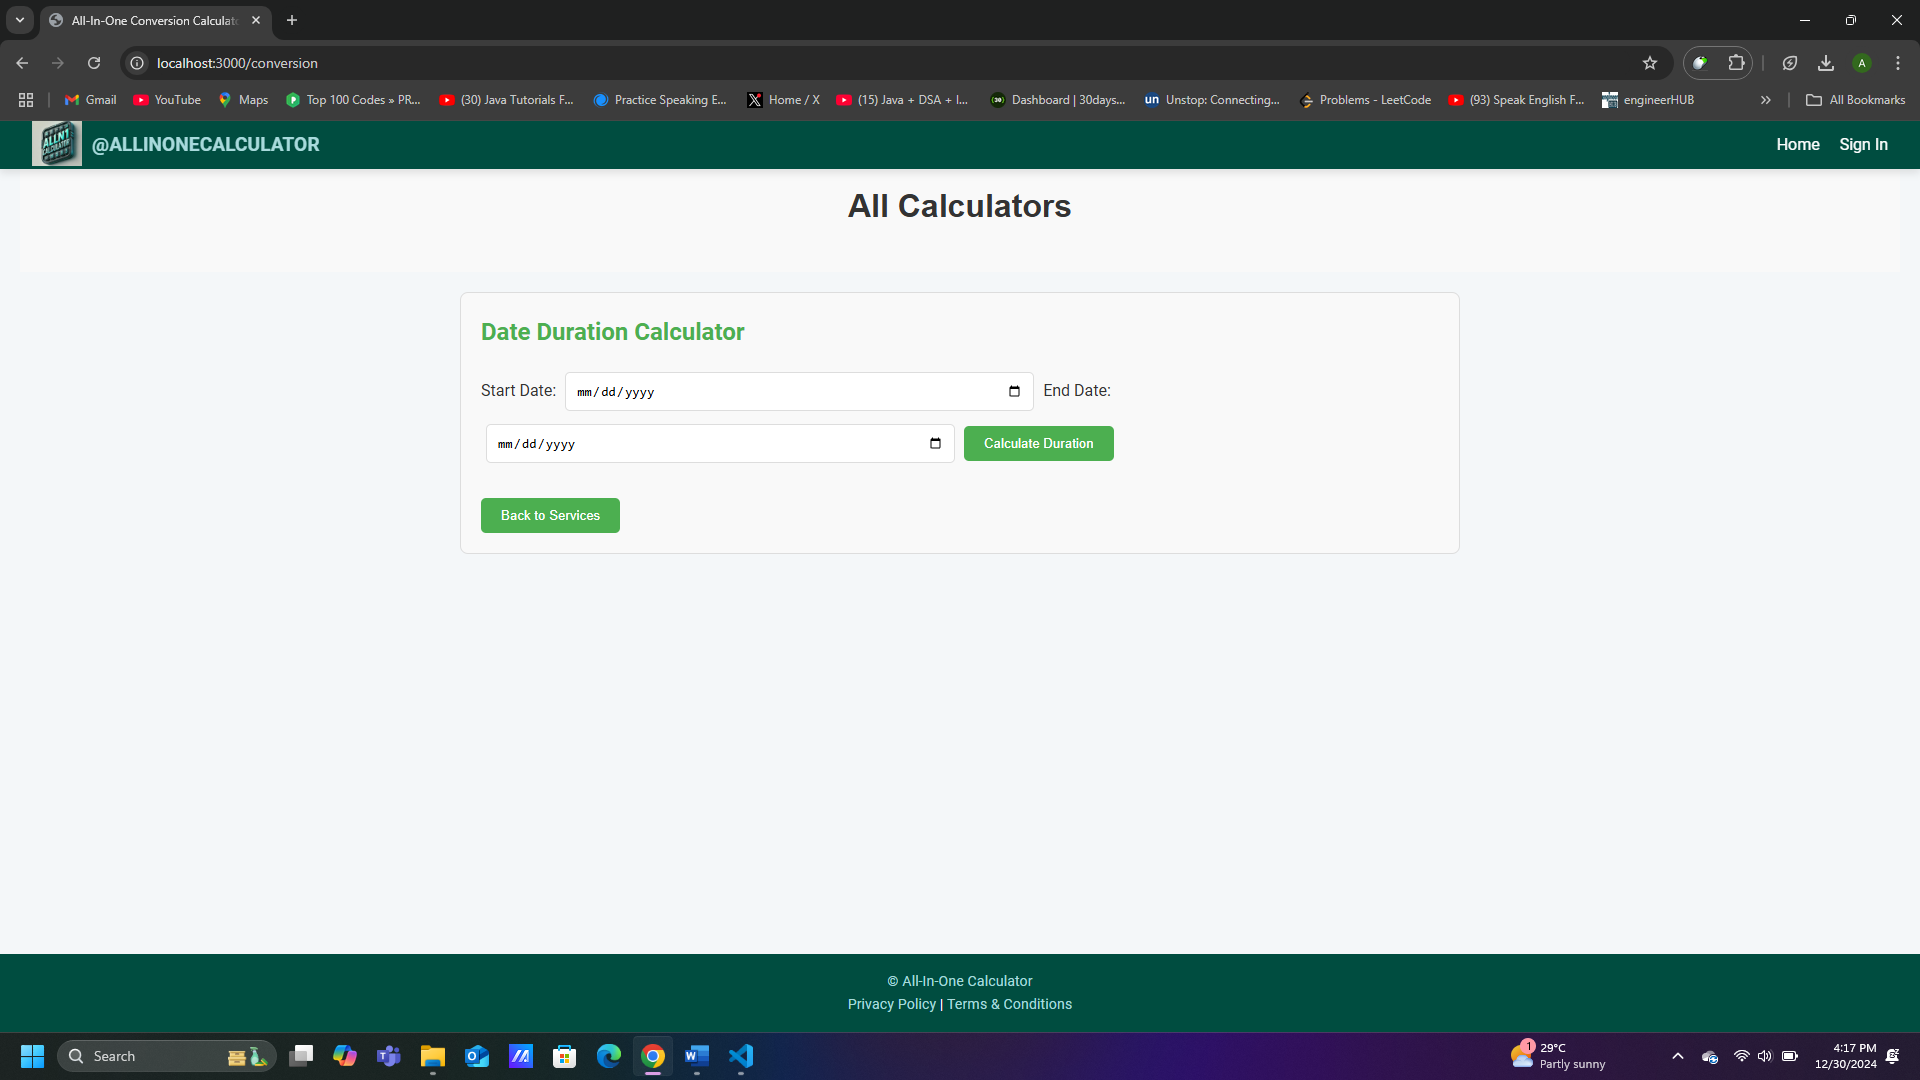 All-In-One Conversion Calculat
localhost:3000/conversion
A
Gmail
YouTube
Maps
Top 100 Codes » PR...
(30) Java Tutorials F...
Practice Speaking E...
Home / X
(15) Java + DSA + I...
Dashboard | 30days...
Unstop: Connecting...
Problems - LeetCode
(93) Speak English F...
engineerHUB
All Bookmarks
ALLN1
CALCULATOR
@ALLINONECALCULATOR
Home
Sign In
All Calculators
Date Duration Calculator
Start Date: mm/dd/yyyy End Date:
mm/dd/yyyy Calculate Duration
Back to Services
© All-In-One Calculator
Privacy Policy | Terms & Conditions
Search
1
29°C
Partly sunny
4:17 PM
12/30/2024